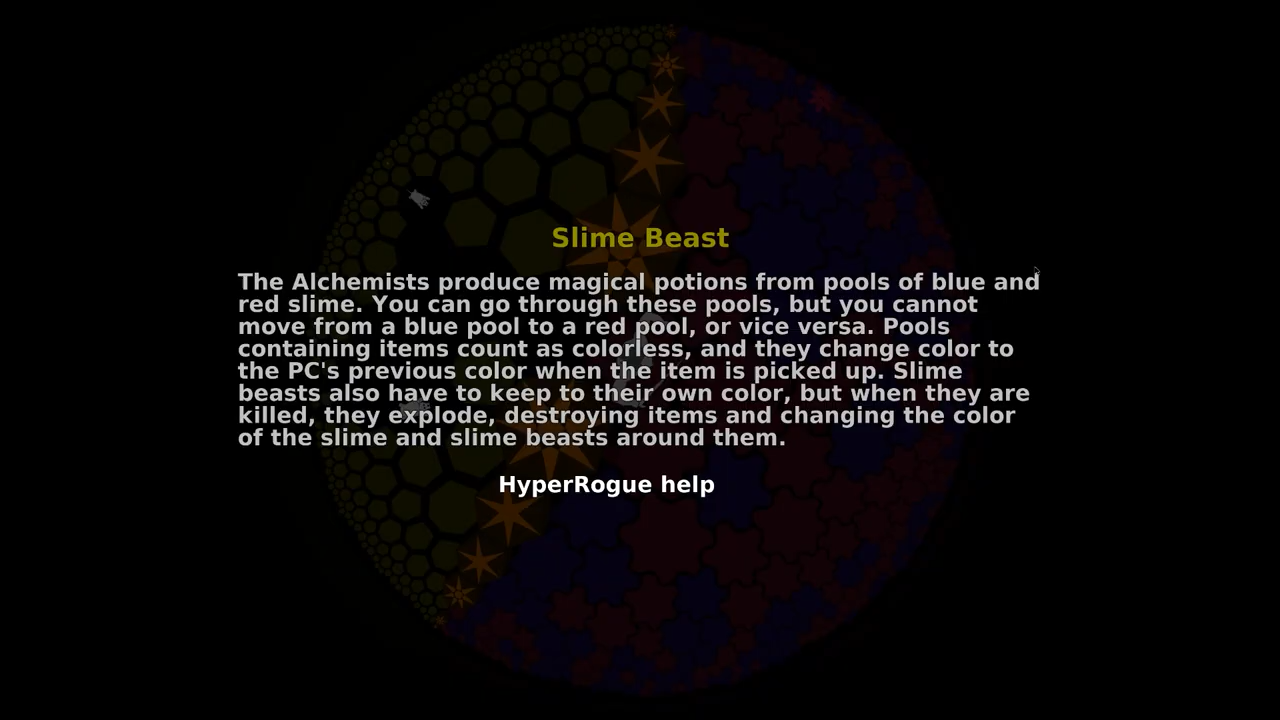 Slime Beast
The Alchemists produce magical potions from pools of blue and
red slime. You can go through these pools, but you cannot
move from a blue pool to a red pool, or vice versa. Pools
containing items count as colorless, and they change color to
the PC's previous color when the item is picked up. Slime
beasts also have to keep to their own color, but when they are
killed, they explode, destroying items and changing the color
of the slime and slime beasts around them.
HyperRogue help